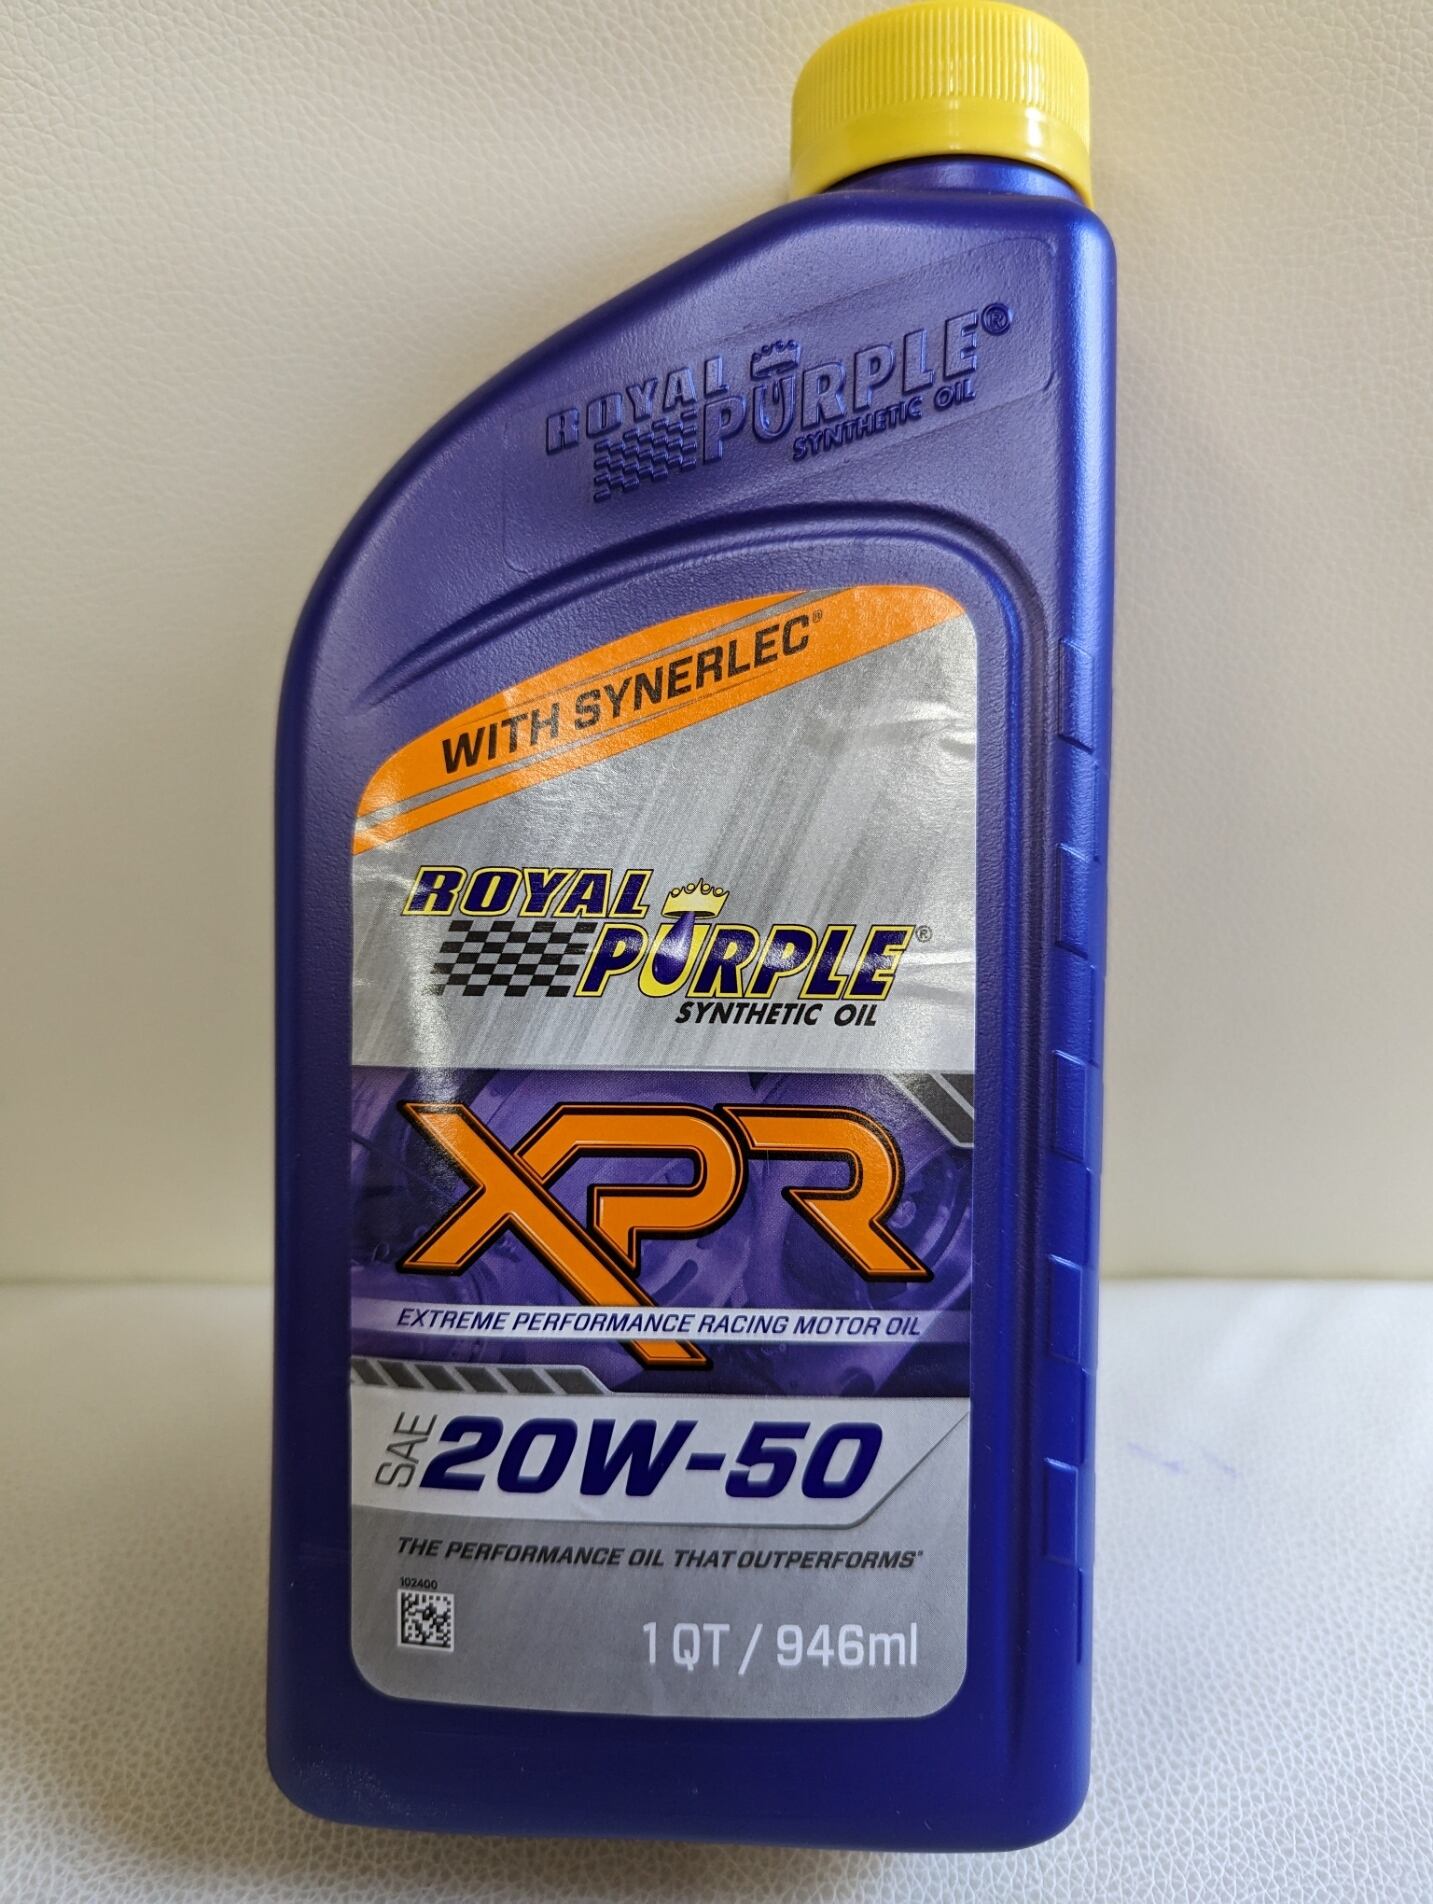 ROYAL
PURPLE®
SYNTHETIC OIL
WITH SYNERLEC®
ROYAL
PURPLE®
SYNTHETIC OIL
XPR
EXTREME PERFORMANCE RACING MOTOR OIL
SAE 20W-50
THE PERFORMANCE OIL THAT OUTPERFORMS®
102400
1 QT / 946ml